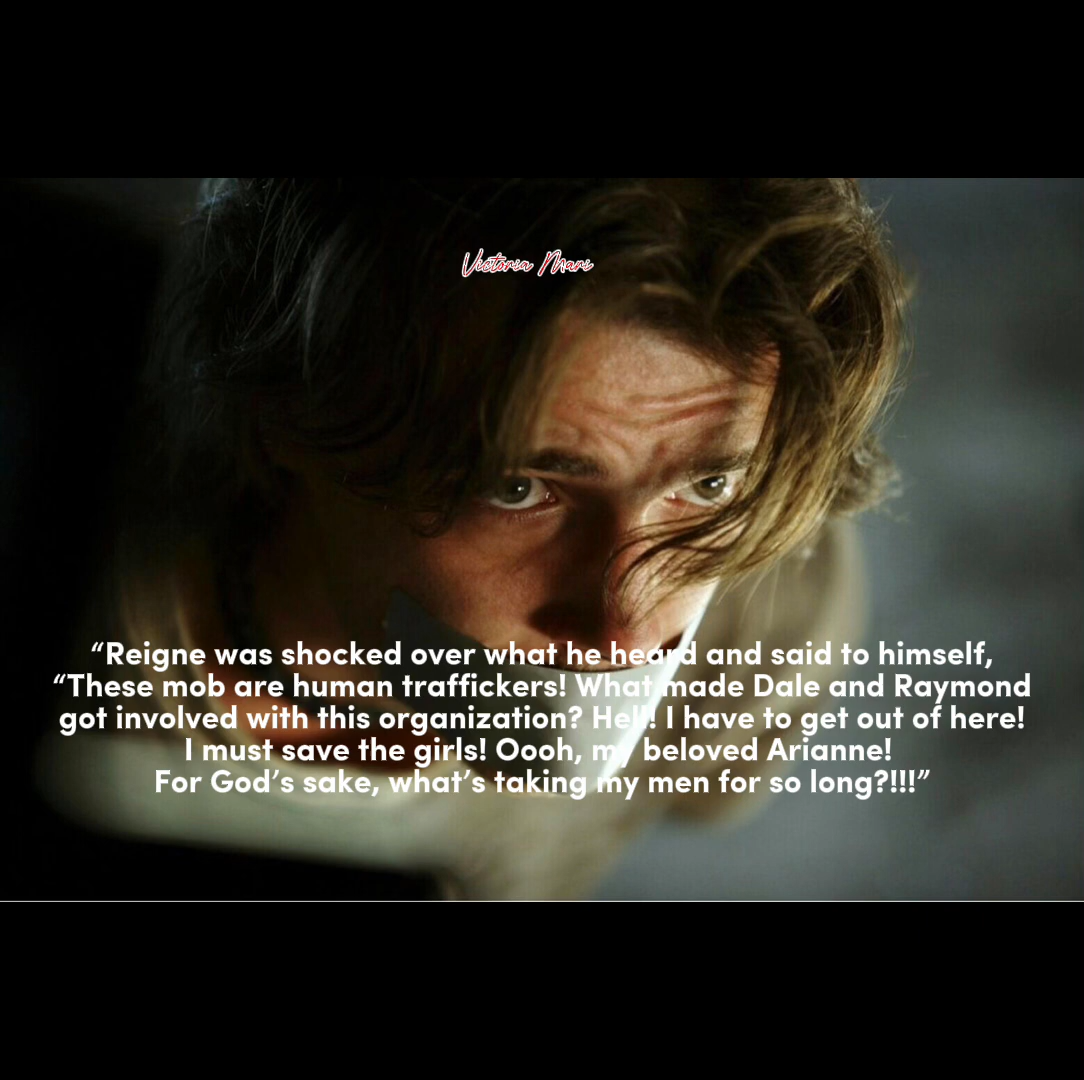 Victoria Mari
“Reigne was shocked over what he heard and said to himself,
“These mob are human traffickers! What made Dale and Raymond
got involved with this organization? Hell! I have to get out of here!
I must save the girls! Oooh, my beloved Arianne!
For God’s sake, what’s taking my men for so long?!!!”